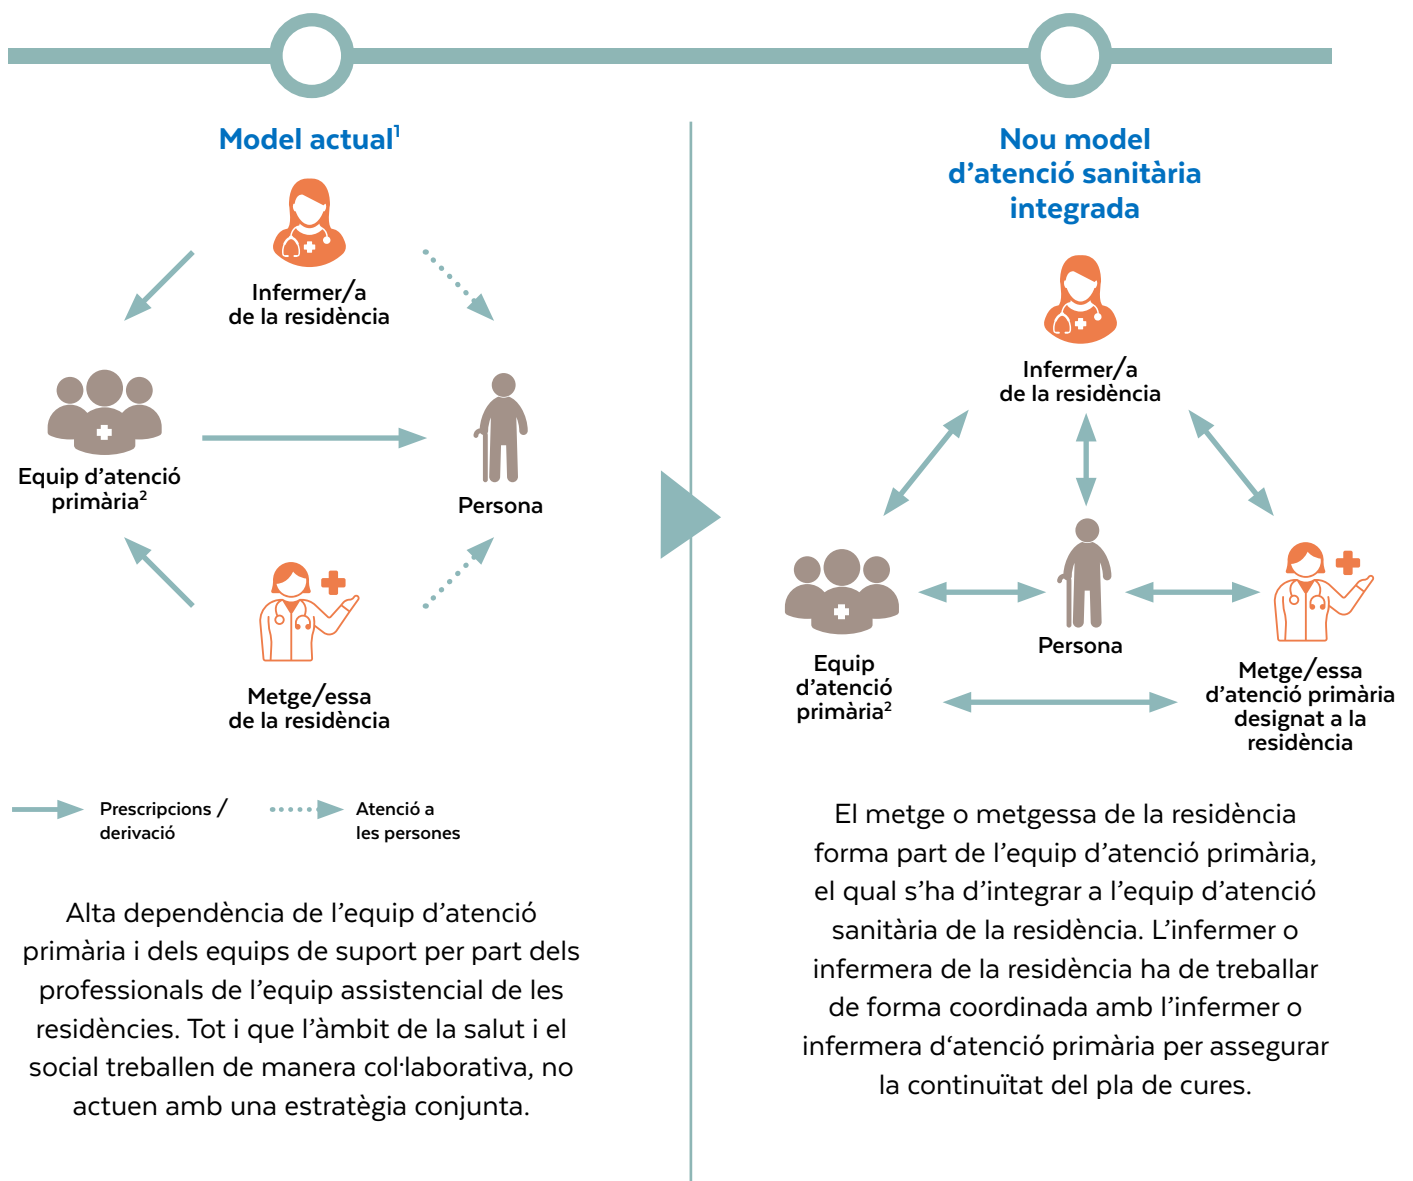 Model actual¹
Infermer/a
de la residència
Equip d’atenció
primària²
Persona
Metge/essa
de la residència
Prescripcions /
derivació
Atenció a
les persones
Alta dependència de l’equip d’atenció
primària i dels equips de suport per part dels
professionals de l’equip assistencial de les
residències. Tot i que l’àmbit de la salut i el
social treballen de manera col·laborativa, no
actuen amb una estratègia conjunta.
Nou model
d’atenció sanitària
integrada
Infermer/a
de la residència
Equip
d’atenció
primària²
Persona
Metge/essa
d’atenció primària
designat a la
residència
El metge o metgessa de la residència
forma part de l’equip d’atenció primària,
el qual s’ha d’integrar a l’equip d’atenció
sanitària de la residència. L’infermer o
infermera de la residència ha de treballar
de forma coordinada amb l’infermer o
infermera d‘atenció primària per assegurar
la continuïtat del pla de cures.